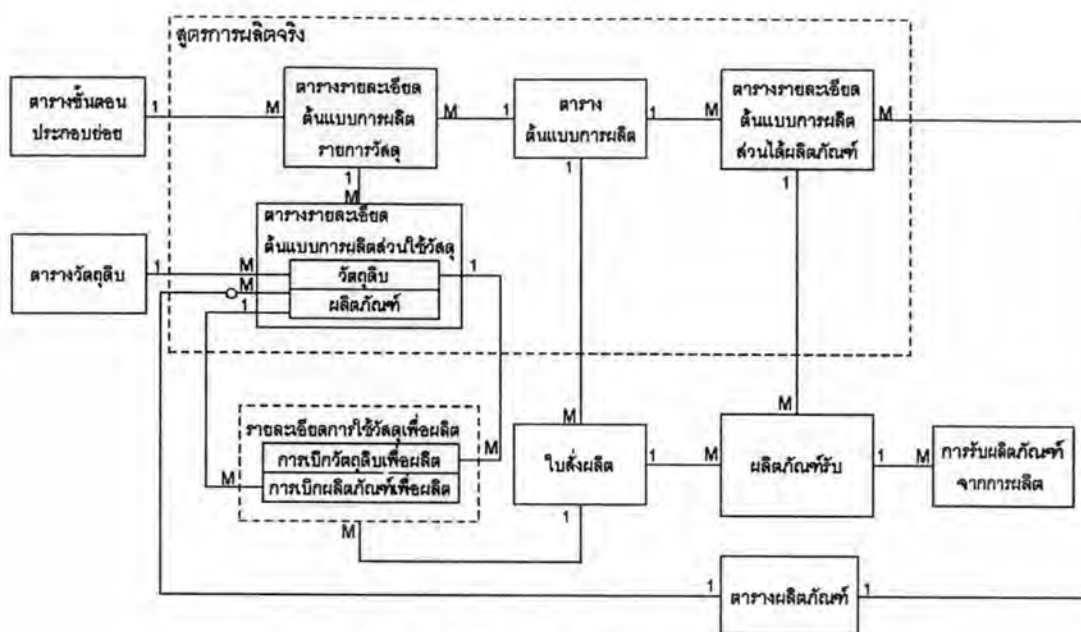 สูตรการผลิตจริง
ตารางขั้นตอน
ประกอบย่อย
1
M
ตารางรายละเอียด
ต้นแบบการผลิต
รายการวัสดุ
M
1
ตาราง
ต้นแบบการผลิต
1
M
ตารางรายละเอียด
ต้นแบบการผลิต
ส่วนได้ผลิตภัณฑ์
M
1
1
1
M
ตารางรายละเอียด
ต้นแบบการผลิตส่วนใช้วัสดุ
ตารางวัตถุดิบ
1
M
วัตถุดิบ
1
M
ผลิตภัณฑ์
1
M
M
รายละเอียดการใช้วัสดุเพื่อผลิต
การเบิกวัตถุดิบเพื่อผลิต
M
การเบิกผลิตภัณฑ์เพื่อผลิต
M
ใบสั่งผลิต
1
M
ผลิตภัณฑ์รับ
1
M
การรับผลิตภัณฑ์
จากการผลิต
M
1
1
ตารางผลิตภัณฑ์
1